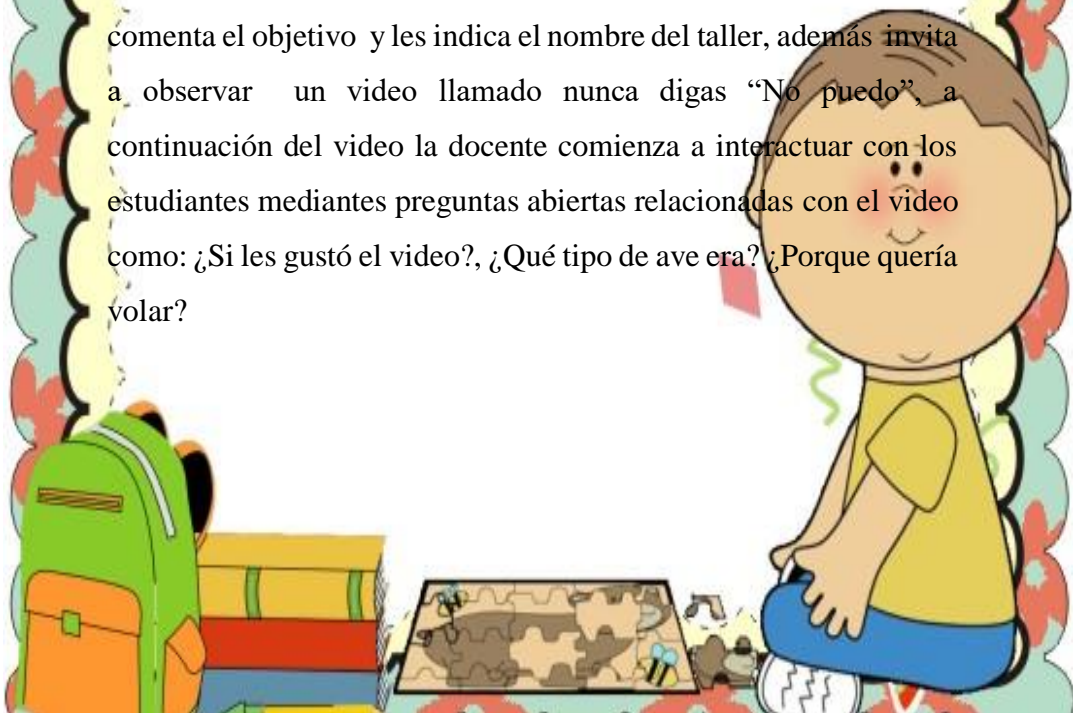 comenta el objetivo y les indica el nombre del taller, además invita
a observar un video llamado nunca digas “No puedo”, a
continuación del video la docente comienza a interactuar con los
estudiantes mediantes preguntas abiertas relacionadas con el video
como: ¿Si les gustó el video?, ¿Qué tipo de ave era? ¿Porque quería
volar?